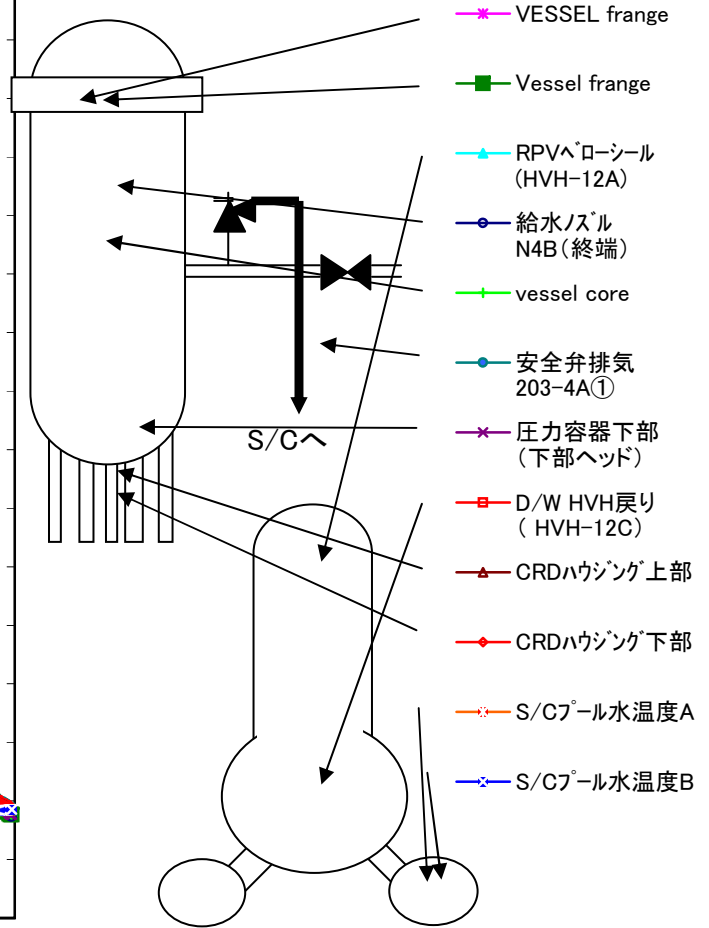 VESSEL frange
Vessel frange
RPVﾍﾞﾛｰｼｰﾙ
(HVH-12A)
給水ﾉｽﾞﾙ
N4B(終端)
vessel core
安全弁排気
203-4A①
圧力容器下部
(下部ヘッド)
D/W HVH戻り
( HVH-12C)
CRDﾊｳｼﾞﾝｸﾞ上部
CRDﾊｳｼﾞﾝｸﾞ下部
S/Cﾌﾟｰﾙ水温度A
S/Cﾌﾟｰﾙ水温度B
S/Cへ